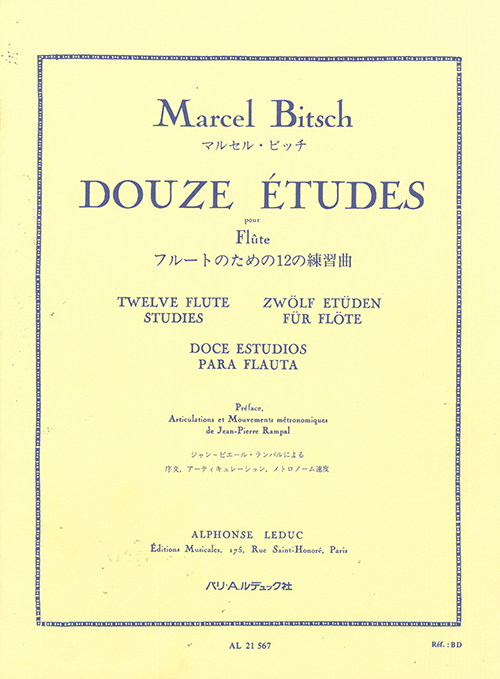 Marcel Bitsch
マルセル・ビッチ
DOUZE ÉTUDES
pour
Flûte
フルートのための12の練習曲
TWELVE FLUTE STUDIES
ZWÖLF ETÜDEN FÜR FLÖTE
DOCE ESTUDIOS
PARA FLAUTA
Préface,
Articulations et Mouvements métronomiques
de Jean-Pierre Rampal
ジャン−ピエール・ランパルによる
序文, アーティキュレーション, メトロノーム速度
ALPHONSE LEDUC
Éditions Musicales, 175, Rue Saint-Honoré, Paris
パリ・A.ルデュック社
AL 21 567
Réf. : BD